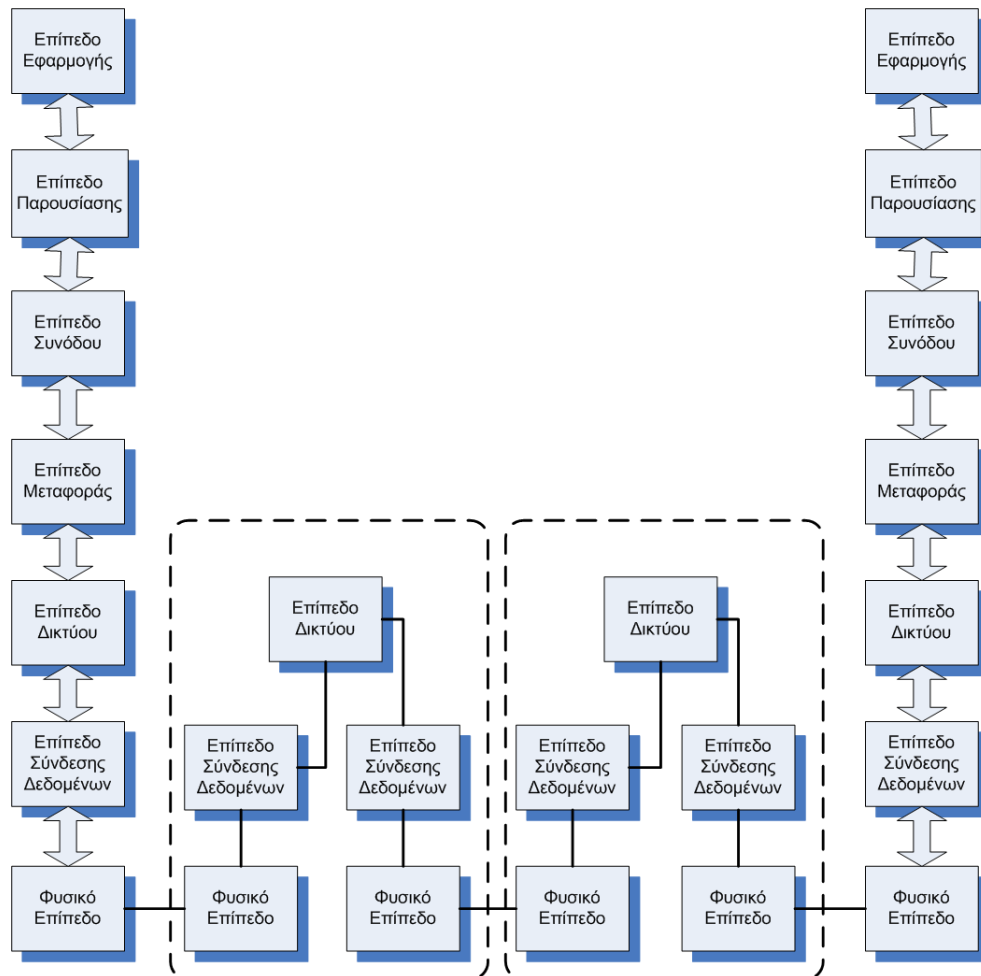 Επίπεδο
Εφαρμογής
Επίπεδο
Εφαρμογής
Επίπεδο
Παρουσίασης
Επίπεδο
Παρουσίασης
Επίπεδο
Συνόδου
Επίπεδο
Συνόδου
Επίπεδο
Μεταφοράς
Επίπεδο
Μεταφοράς
Επίπεδο
Δικτύου
Επίπεδο
Δικτύου
Επίπεδο
Δικτύου
Επίπεδο
Δικτύου
Επίπεδο
Σύνδεσης
Δεδομένων
Επίπεδο
Σύνδεσης
Δεδομένων
Επίπεδο
Σύνδεσης
Δεδομένων
Επίπεδο
Σύνδεσης
Δεδομένων
Επίπεδο
Σύνδεσης
Δεδομένων
Επίπεδο
Σύνδεσης
Δεδομένων
Φυσικό
Επίπεδο
Φυσικό
Επίπεδο
Φυσικό
Επίπεδο
Φυσικό
Επίπεδο
Φυσικό
Επίπεδο
Φυσικό
Επίπεδο